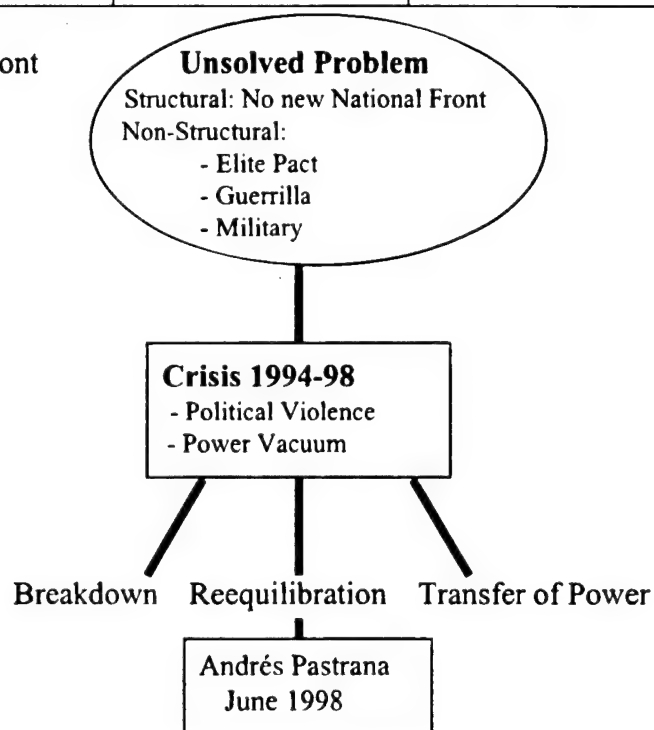 ont
Unsolved Problem
Structural: No new National Front
Non-Structural:
- Elite Pact
- Guerrilla
- Military
Crisis 1994-98
- Political Violence
- Power Vacuum
Breakdown Reequilibration Transfer of Power
Andrés Pastrana
June 1998